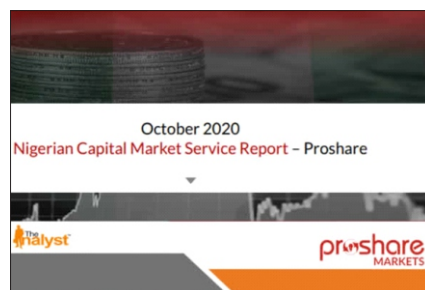 October 2020
Nigerian Capital Market Service Report – Proshare
The
nalyst
proshare
MARKETS